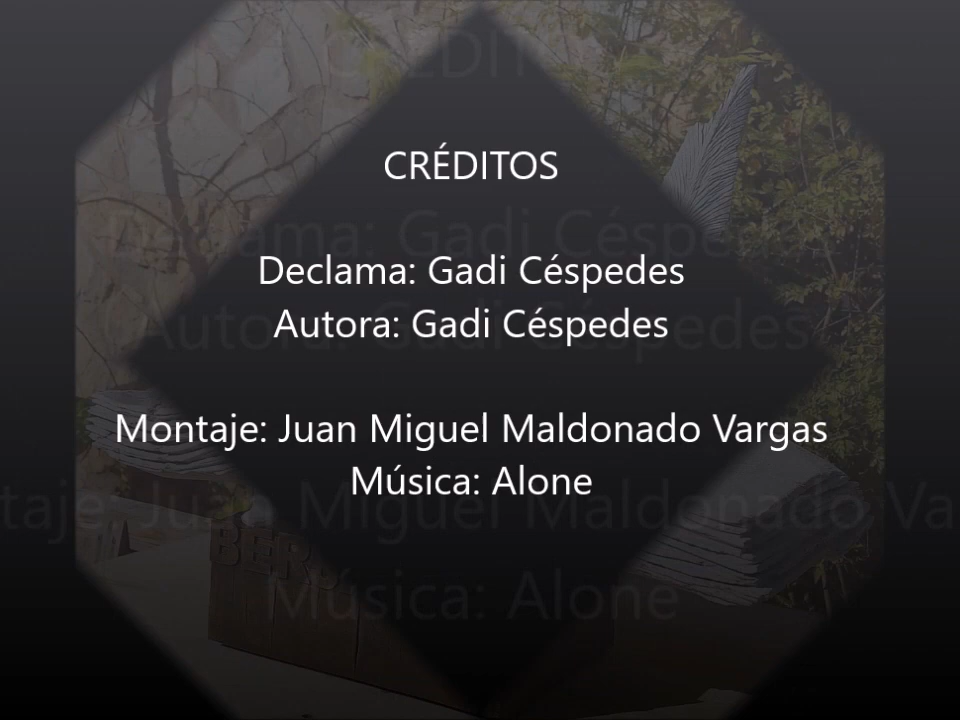 CRÉDITOS
Declama: Gadi Céspedes
Autora: Gadi Céspedes
Montaje: Juan Miguel Maldonado Vargas
Música: Alone